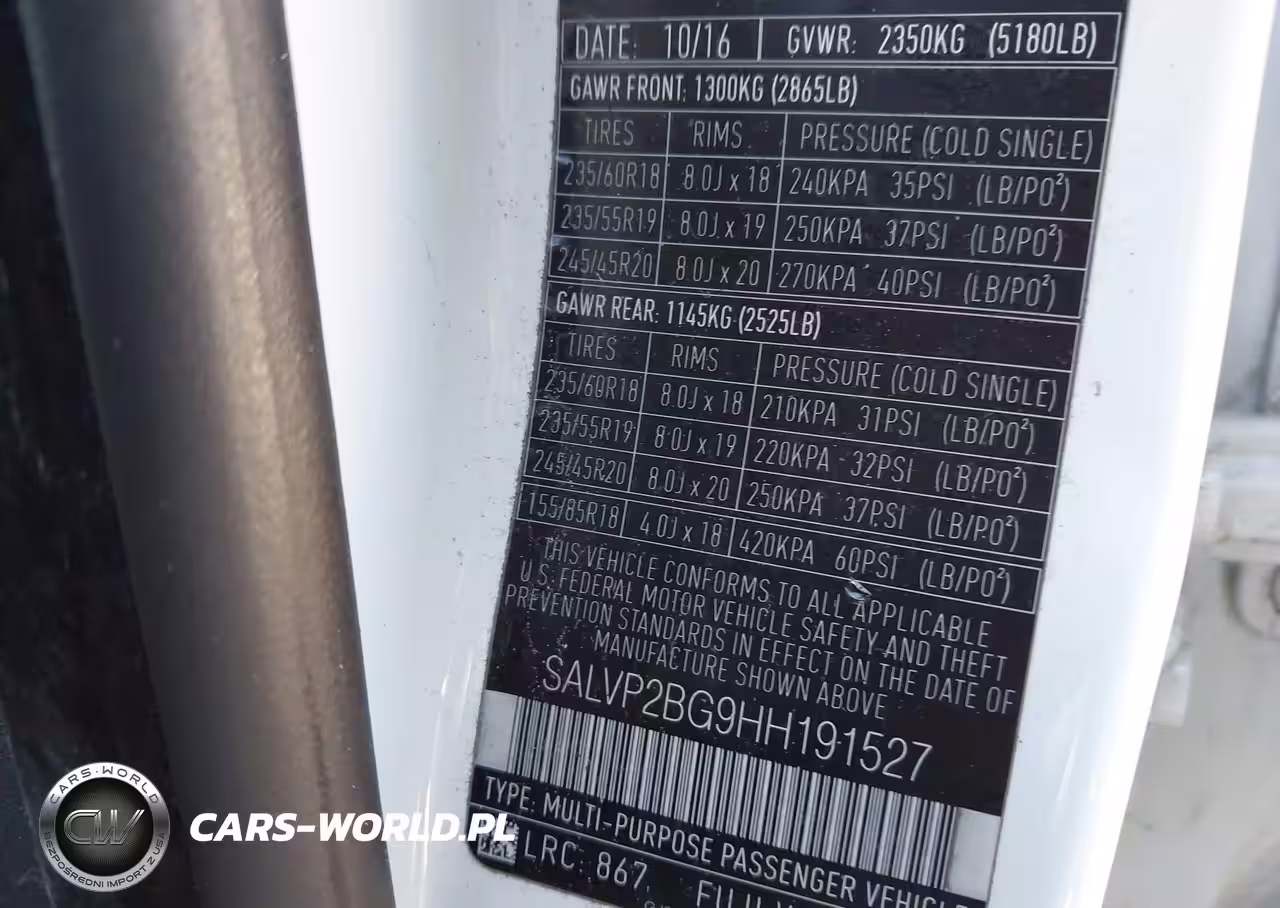 DATE: 10/16 GVWR: 2350KG (5180LB)
GAWR FRONT: 1300KG (2865LB)
TIRES RIMS PRESSURE (COLD SINGLE)
235/60R18 8.0J x 18 240KPA 35PSI (LB/PO²)
235/55R19 8.0J x 19 250KPA 37PSI (LB/PO²)
245/45R20 8.0J x 20 270KPA 40PSI (LB/PO²)
GAWR REAR: 1145KG (2525LB)
TIRES RIMS PRESSURE (COLD SINGLE)
235/60R18 8.0J x 18 210KPA 31PSI (LB/PO²)
235/55R19 8.0J x 19 220KPA 32PSI (LB/PO²)
245/45R20 8.0J x 20 250KPA 37PSI (LB/PO²)
155/85R18 4.0J x 18 420KPA 60PSI (LB/PO²)
THIS VEHICLE CONFORMS TO ALL APPLICABLE
U.S. FEDERAL MOTOR VEHICLE SAFETY AND THEFT
PREVENTION STANDARDS IN EFFECT ON THE DATE OF
MANUFACTURE SHOWN ABOVE
SALVP2BG9HH191527
TYPE: MULTI-PURPOSE PASSENGER VEHICLE
LRC: 867
CARS-WORLD
CW
BEZPOŚREDNI IMPORT Z USA
CARS-WORLD.PL